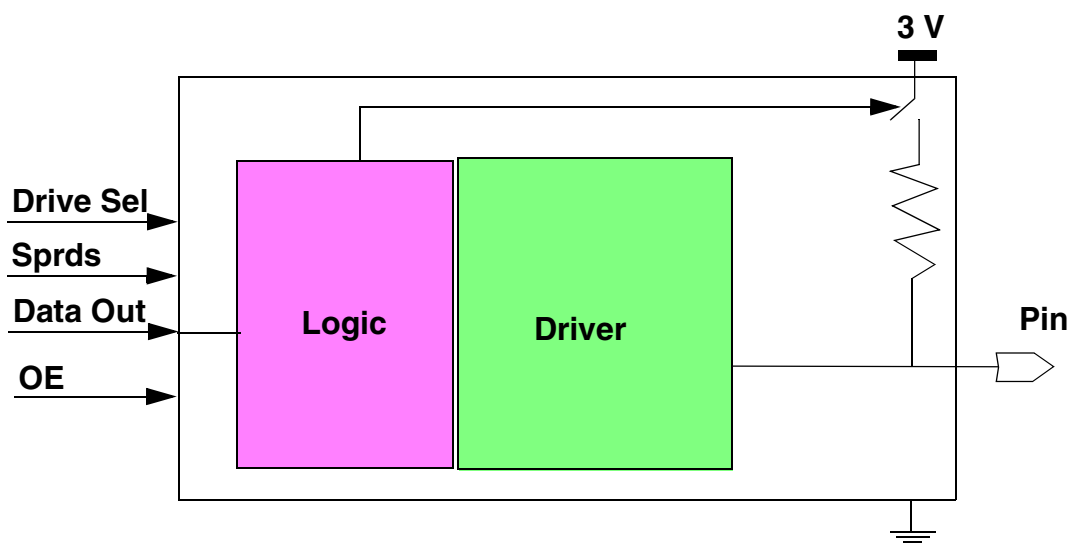 3 V
Drive Sel
Sprds
Data Out
OE
Logic
Driver
Pin